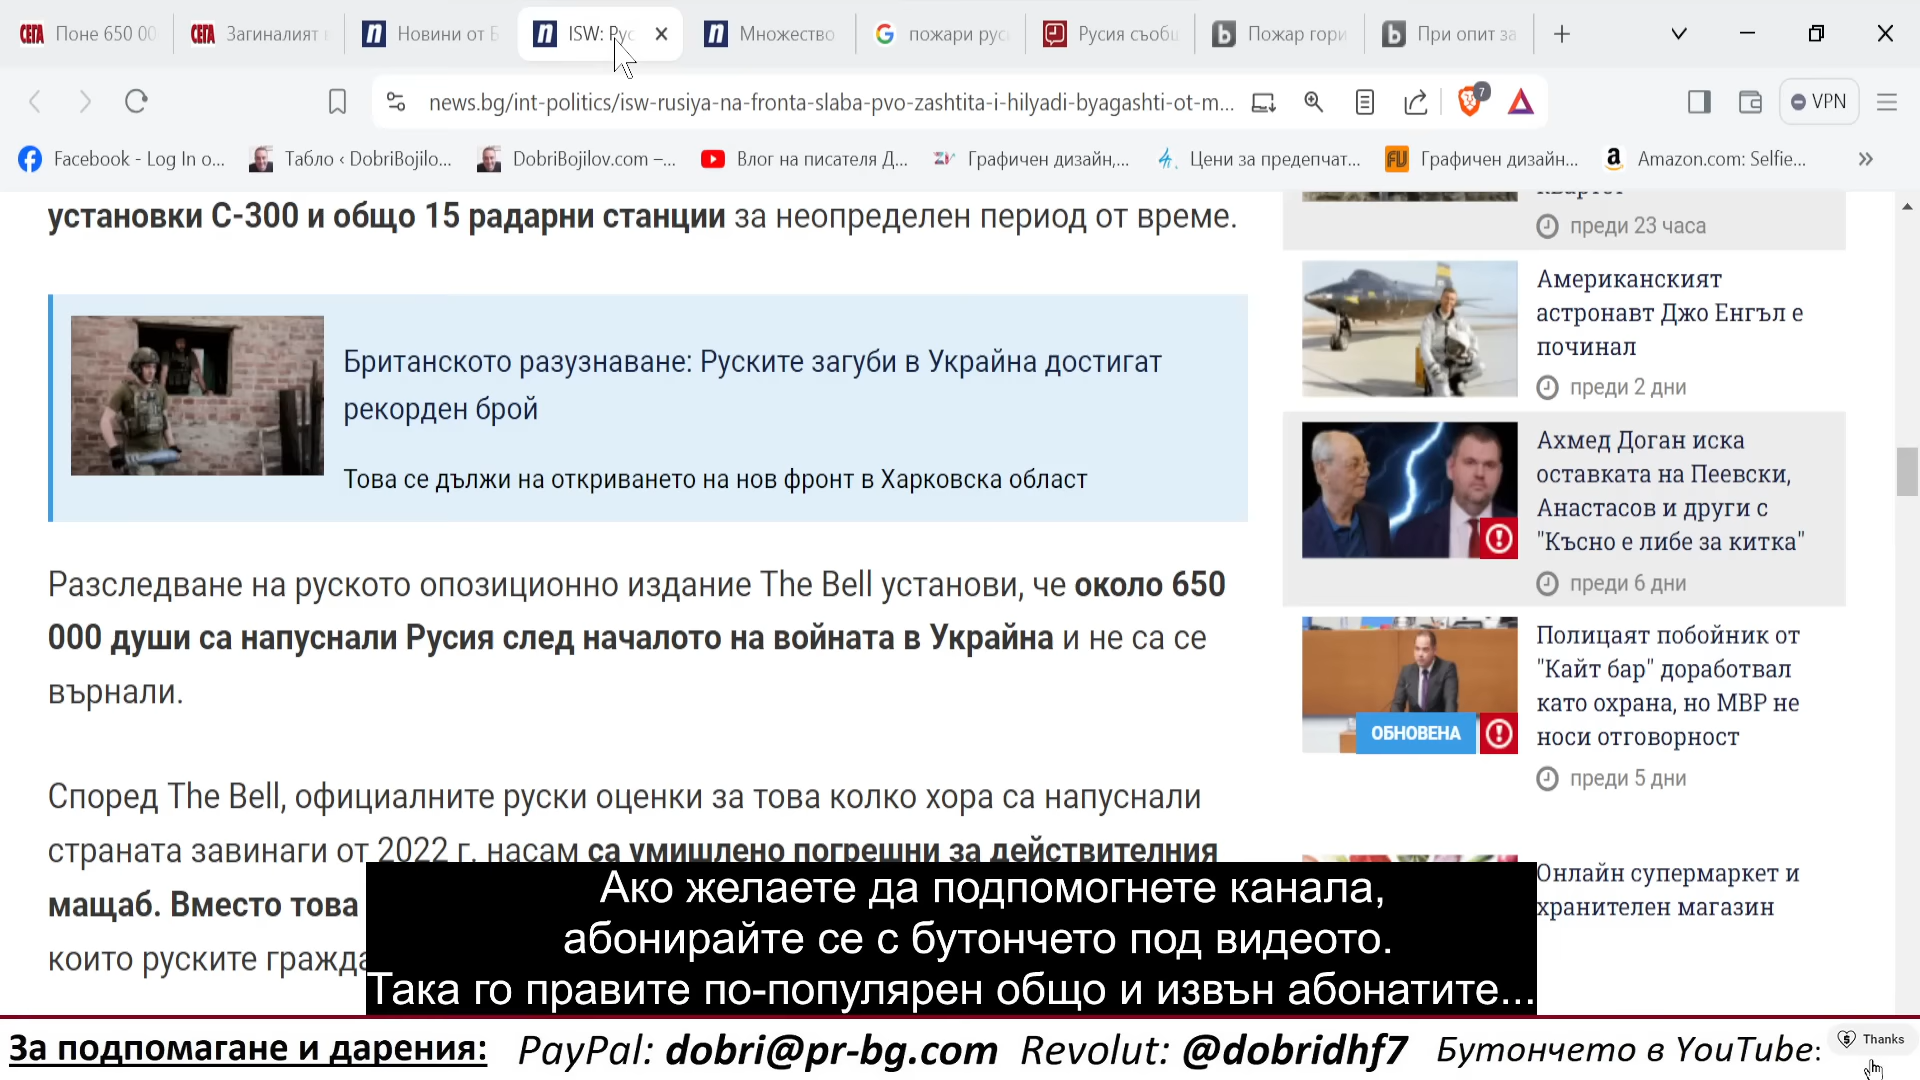 СЕГА Поне 650 00
СЕГА Загиналият
n Новини от Б
n ISW: Рус
n Множество
пожари рус
Русия съобщ
b Пожар гори
b При опит за
news.bg/int-politics/isw-rusiya-na-fronta-slaba-pvo-zashtita-i-hilyadi-byagashti-ot-m...
7
VPN
Facebook - Log In o...
Табло ‹ DobriBojilo...
DobriBojilov.com –...
Влог на писателя Д...
Графичен дизайн,...
Цени за предепчат...
FU Графичен дизайн...
a Amazon.com: Selfie...
установки С-300 и общо 15 радарни станции за неопределен период от време.
Британското разузнаване: Руските загуби в Украйна достигат
рекорден брой
Това се дължи на откриването на нов фронт в Харковска област
Разследване на руското опозиционно издание The Bell установи, че около 650
000 души са напуснали Русия след началото на войната в Украйна и не са се
върнали.
Според The Bell, официалните руски оценки за това колко хора са напуснали
страната завинаги от 2022 г. насам са умишлено погрешни за действителния
мащаб. Вместо това
които руските гражда
преди 23 часа
Американският
астронавт Джо Енгъл е
починал
преди 2 дни
Ахмед Доган иска
оставката на Пеевски,
Анастасов и други с
"Късно е либе за китка"
преди 6 дни
Полицаят побойник от
"Кайт бар" доработвал
като охрана, но МВР не
носи отговорност
ОБНОВЕНА
преди 5 дни
Онлайн супермаркет и
хранителен магазин
Ако желаете да подпомогнете канала,
абонирайте се с бутончето под видеото.
Така го правите по-популярен общо и извън абонатите...
За подпомагане и дарения: PayPal: dobri@pr-bg.com Revolut: @dobridhf7 Бутончето в YouTube: Thanks